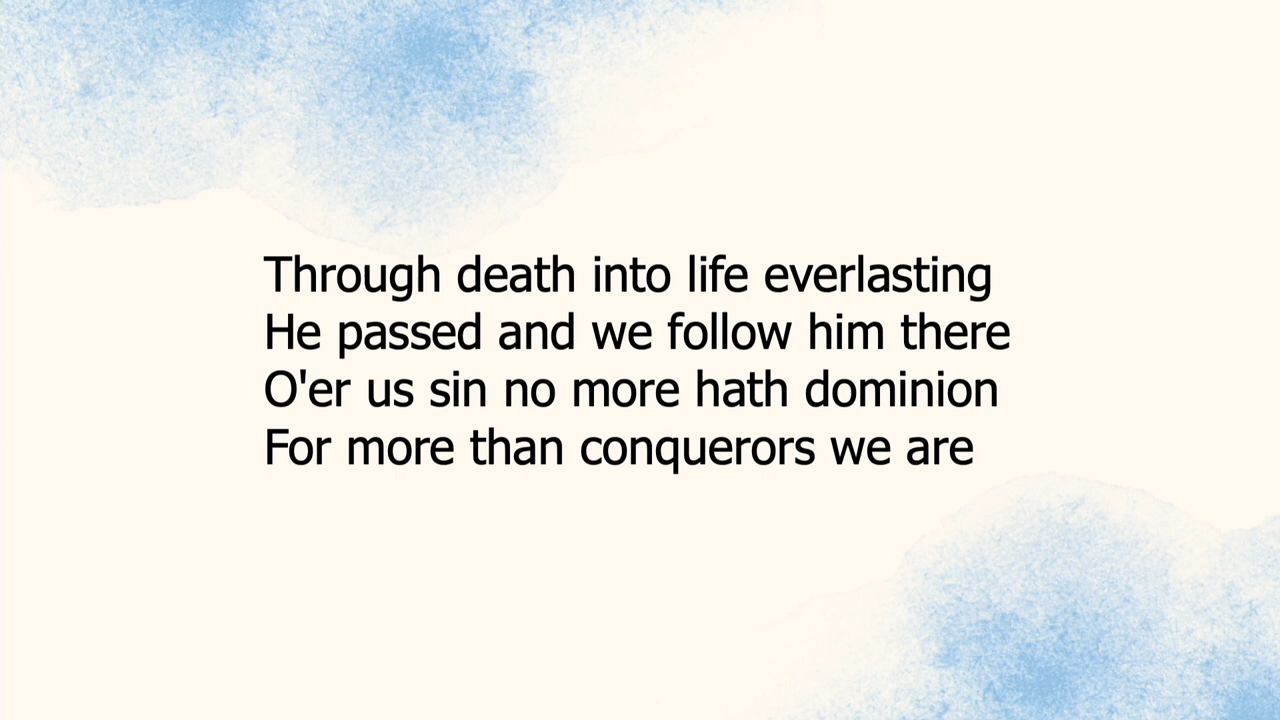 Through death into life everlasting
He passed and we follow him there
O'er us sin no more hath dominion
For more than conquerors we are